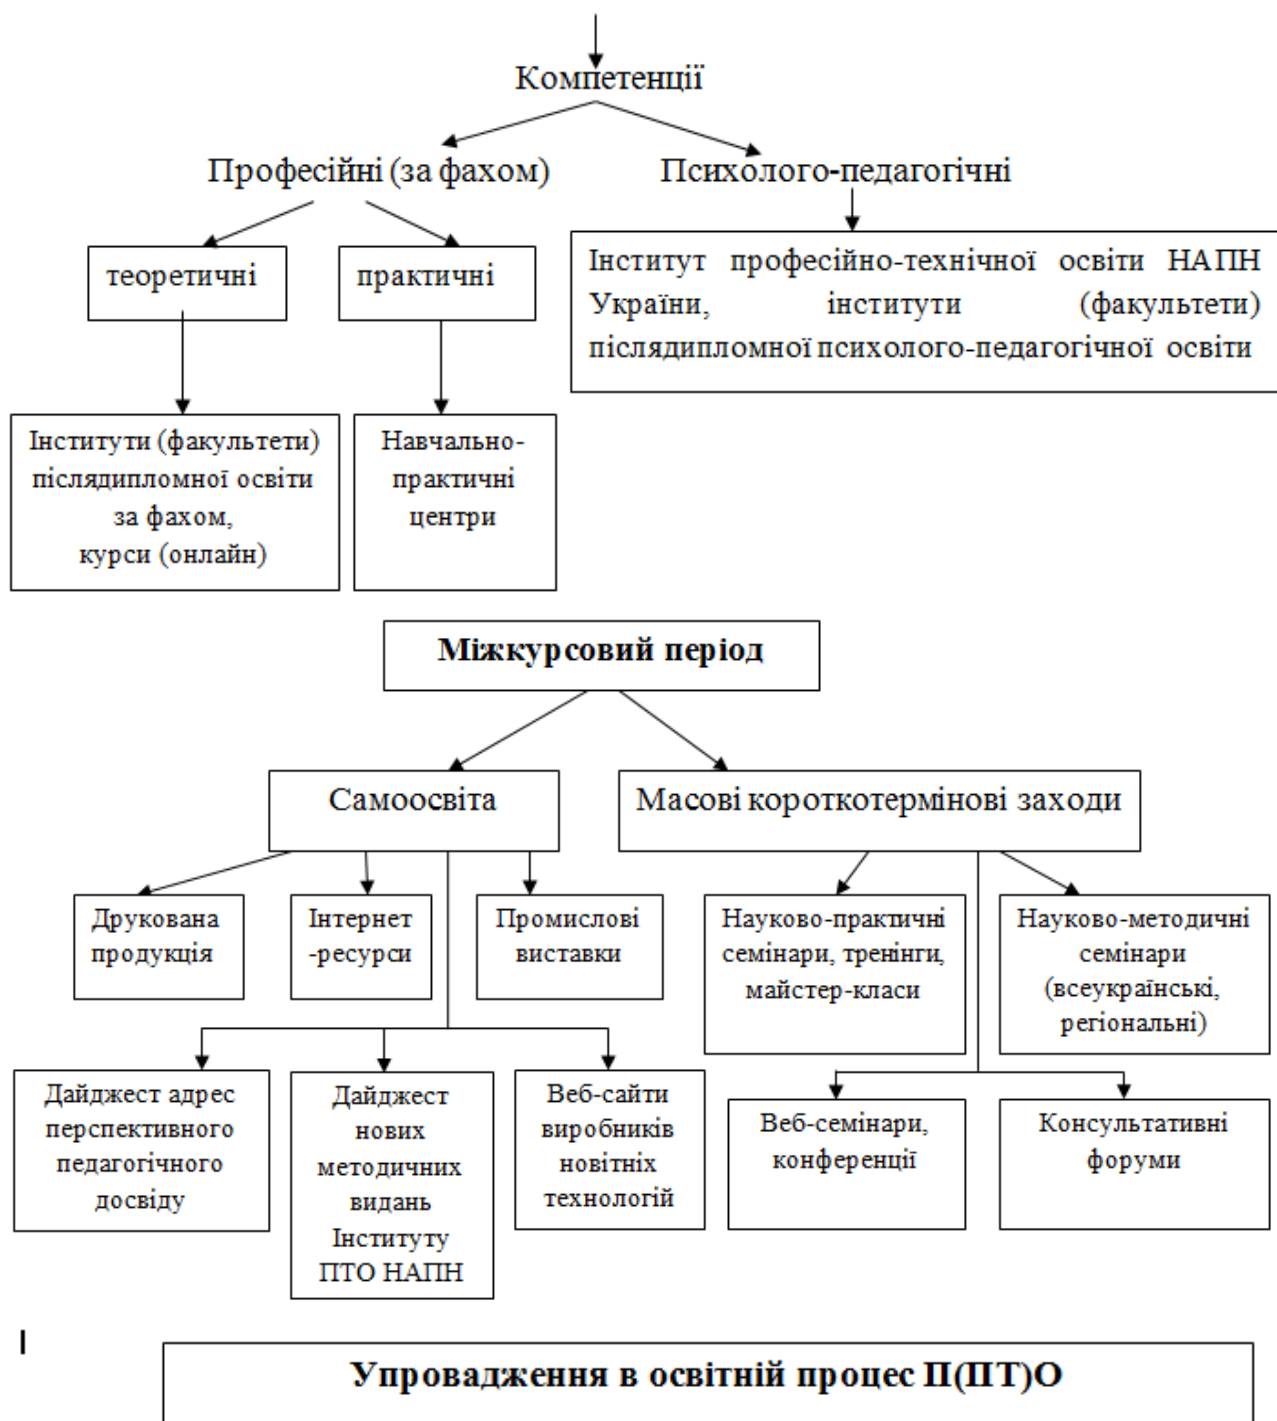 Компетенції
Професійні (за фахом)
Психолого-педагогічні
теоретичні
практичні
Інститут професійно-технічної освіти НАПН
України, інститути (факультети)
післядипломної психолого-педагогічної освіти
Інститути (факультети)
післядипломної освіти
за фахом,
курси (онлайн)
Навчально-
практичні
центри
Міжкурсовий період
Самоосвіта
Масові короткотермінові заходи
Друкована
продукція
Інтернет
-ресурси
Промислові
виставки
Науково-практичні
семінари, тренінги,
майстер-класи
Науково-методичні
семінари
(всеукраїнські,
регіональні)
Дайджест адрес
перспективного
педагогічного
досвіду
Дайджест
нових
методичних
видань
Інституту
ПТО НАПН
Веб-сайти
виробників
новітніх
технологій
Веб-семінари,
конференції
Консультативні
форуми
Упровадження в освітній процес П(ПТ)О